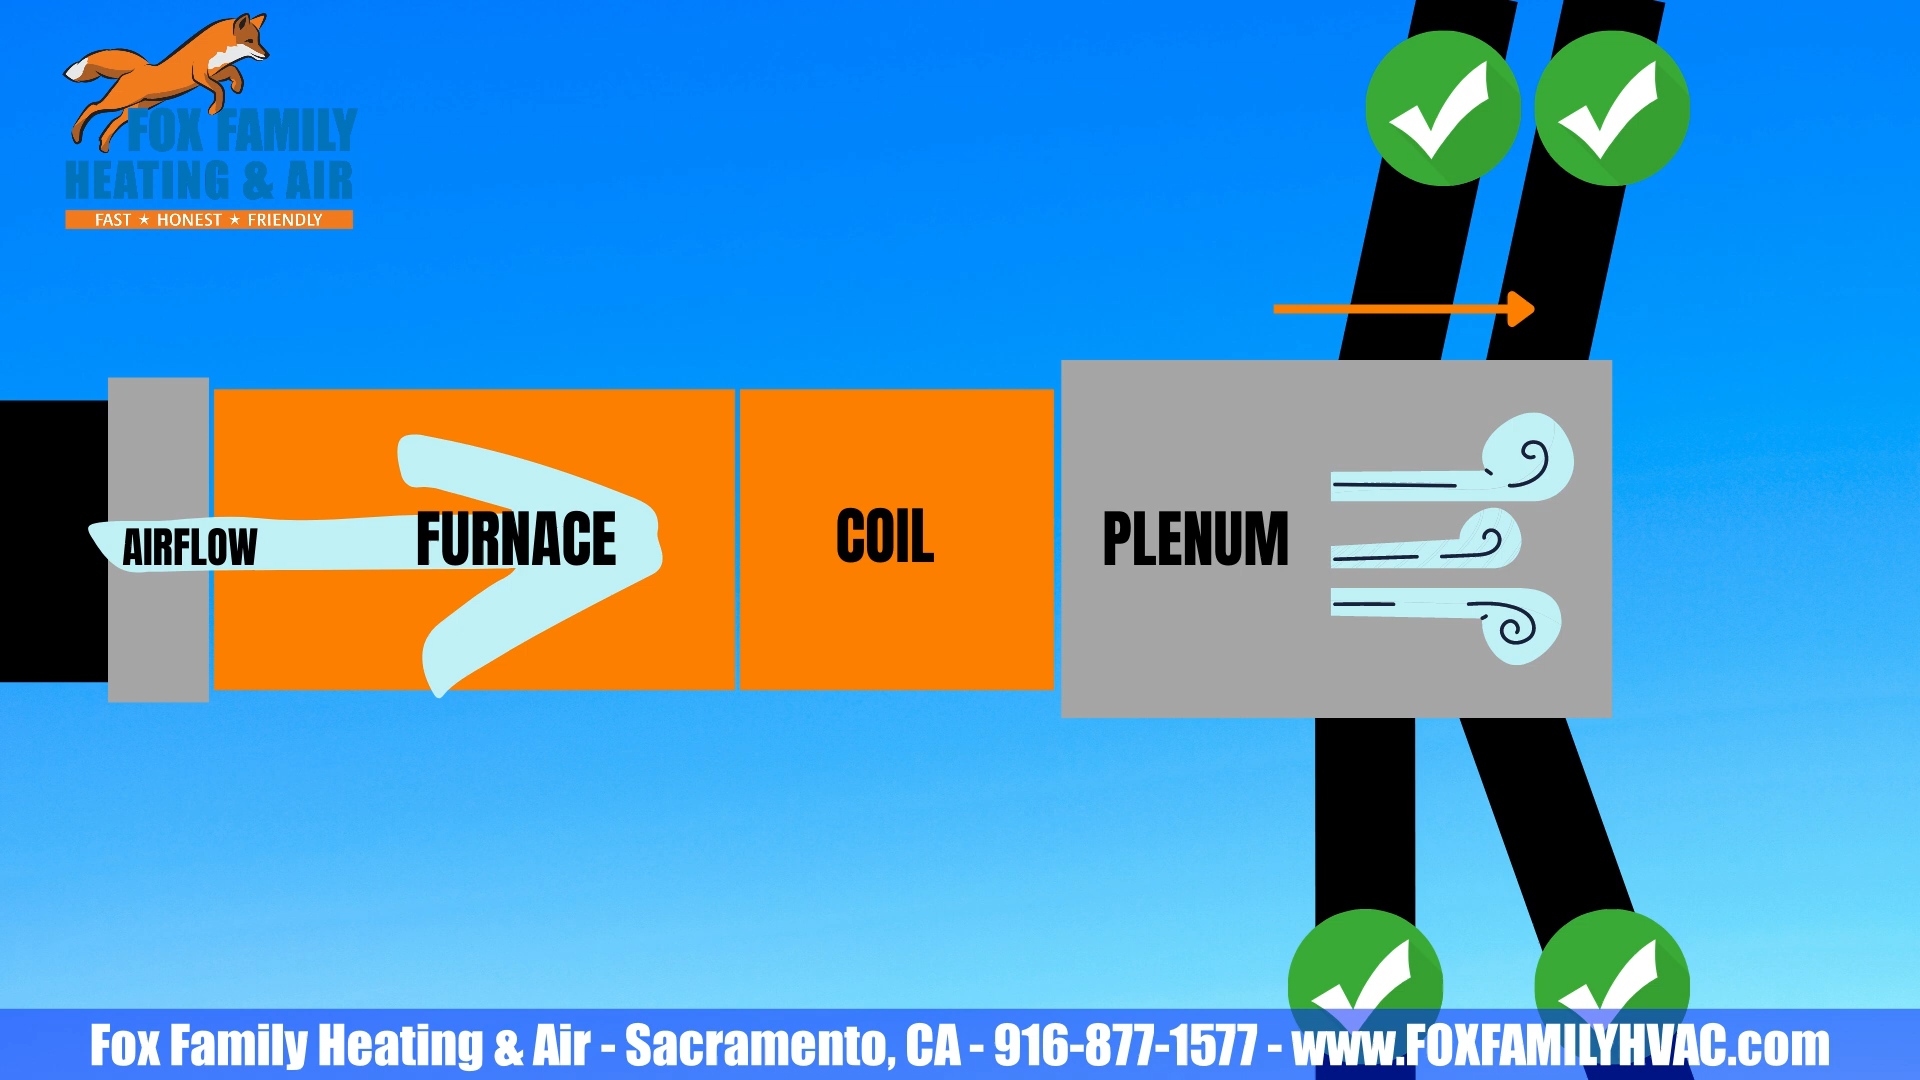 FOX FAMILY
HEATING & AIR
FAST ★ HONEST ★ FRIENDLY
AIRFLOW
FURNACE
COIL
PLENUM
Fox Family Heating & Air - Sacramento, CA - 916-877-1577 - www.FOXFAMILYHVAC.com